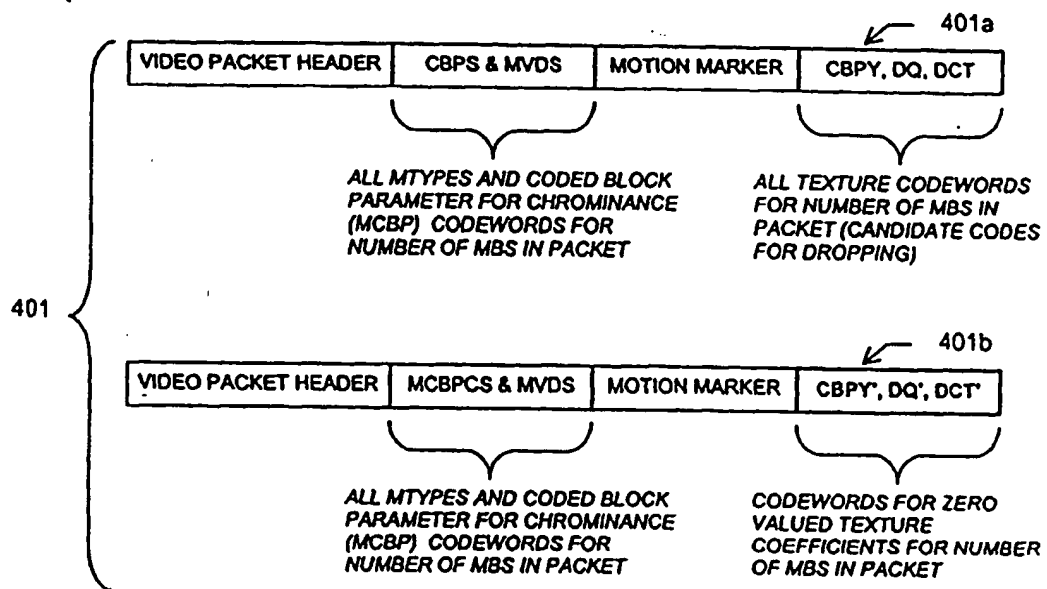 401a
VIDEO PACKET HEADER CBPS & MVDS MOTION MARKER CBPY, DQ, DCT
ALL MTYPES AND CODED BLOCK
PARAMETER FOR CHROMINANCE
(MCBP) CODEWORDS FOR
NUMBER OF MBS IN PACKET
ALL TEXTURE CODEWORDS
FOR NUMBER OF MBS IN
PACKET (CANDIDATE CODES
FOR DROPPING)
401
401b
VIDEO PACKET HEADER MCBPCS & MVDS MOTION MARKER CBPY', DQ', DCT'
ALL MTYPES AND CODED BLOCK
PARAMETER FOR CHROMINANCE
(MCBP) CODEWORDS FOR
NUMBER OF MBS IN PACKET
CODEWORDS FOR ZERO
VALUED TEXTURE
COEFFICIENTS FOR NUMBER
OF MBS IN PACKET